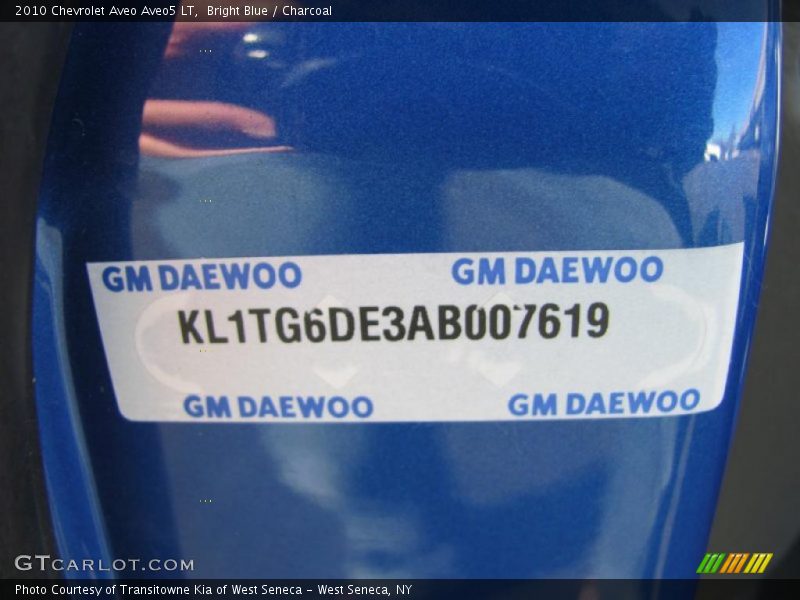 2010 Chevrolet Aveo Aveo5 LT, Bright Blue / Charcoal
GM DAEWOO GM DAEWOO
KL1TG6DE3AB007619
GM DAEWOO GM DAEWOO
GTCARLOT.COM
Photo Courtesy of Transitowne Kia of West Seneca - West Seneca, NY